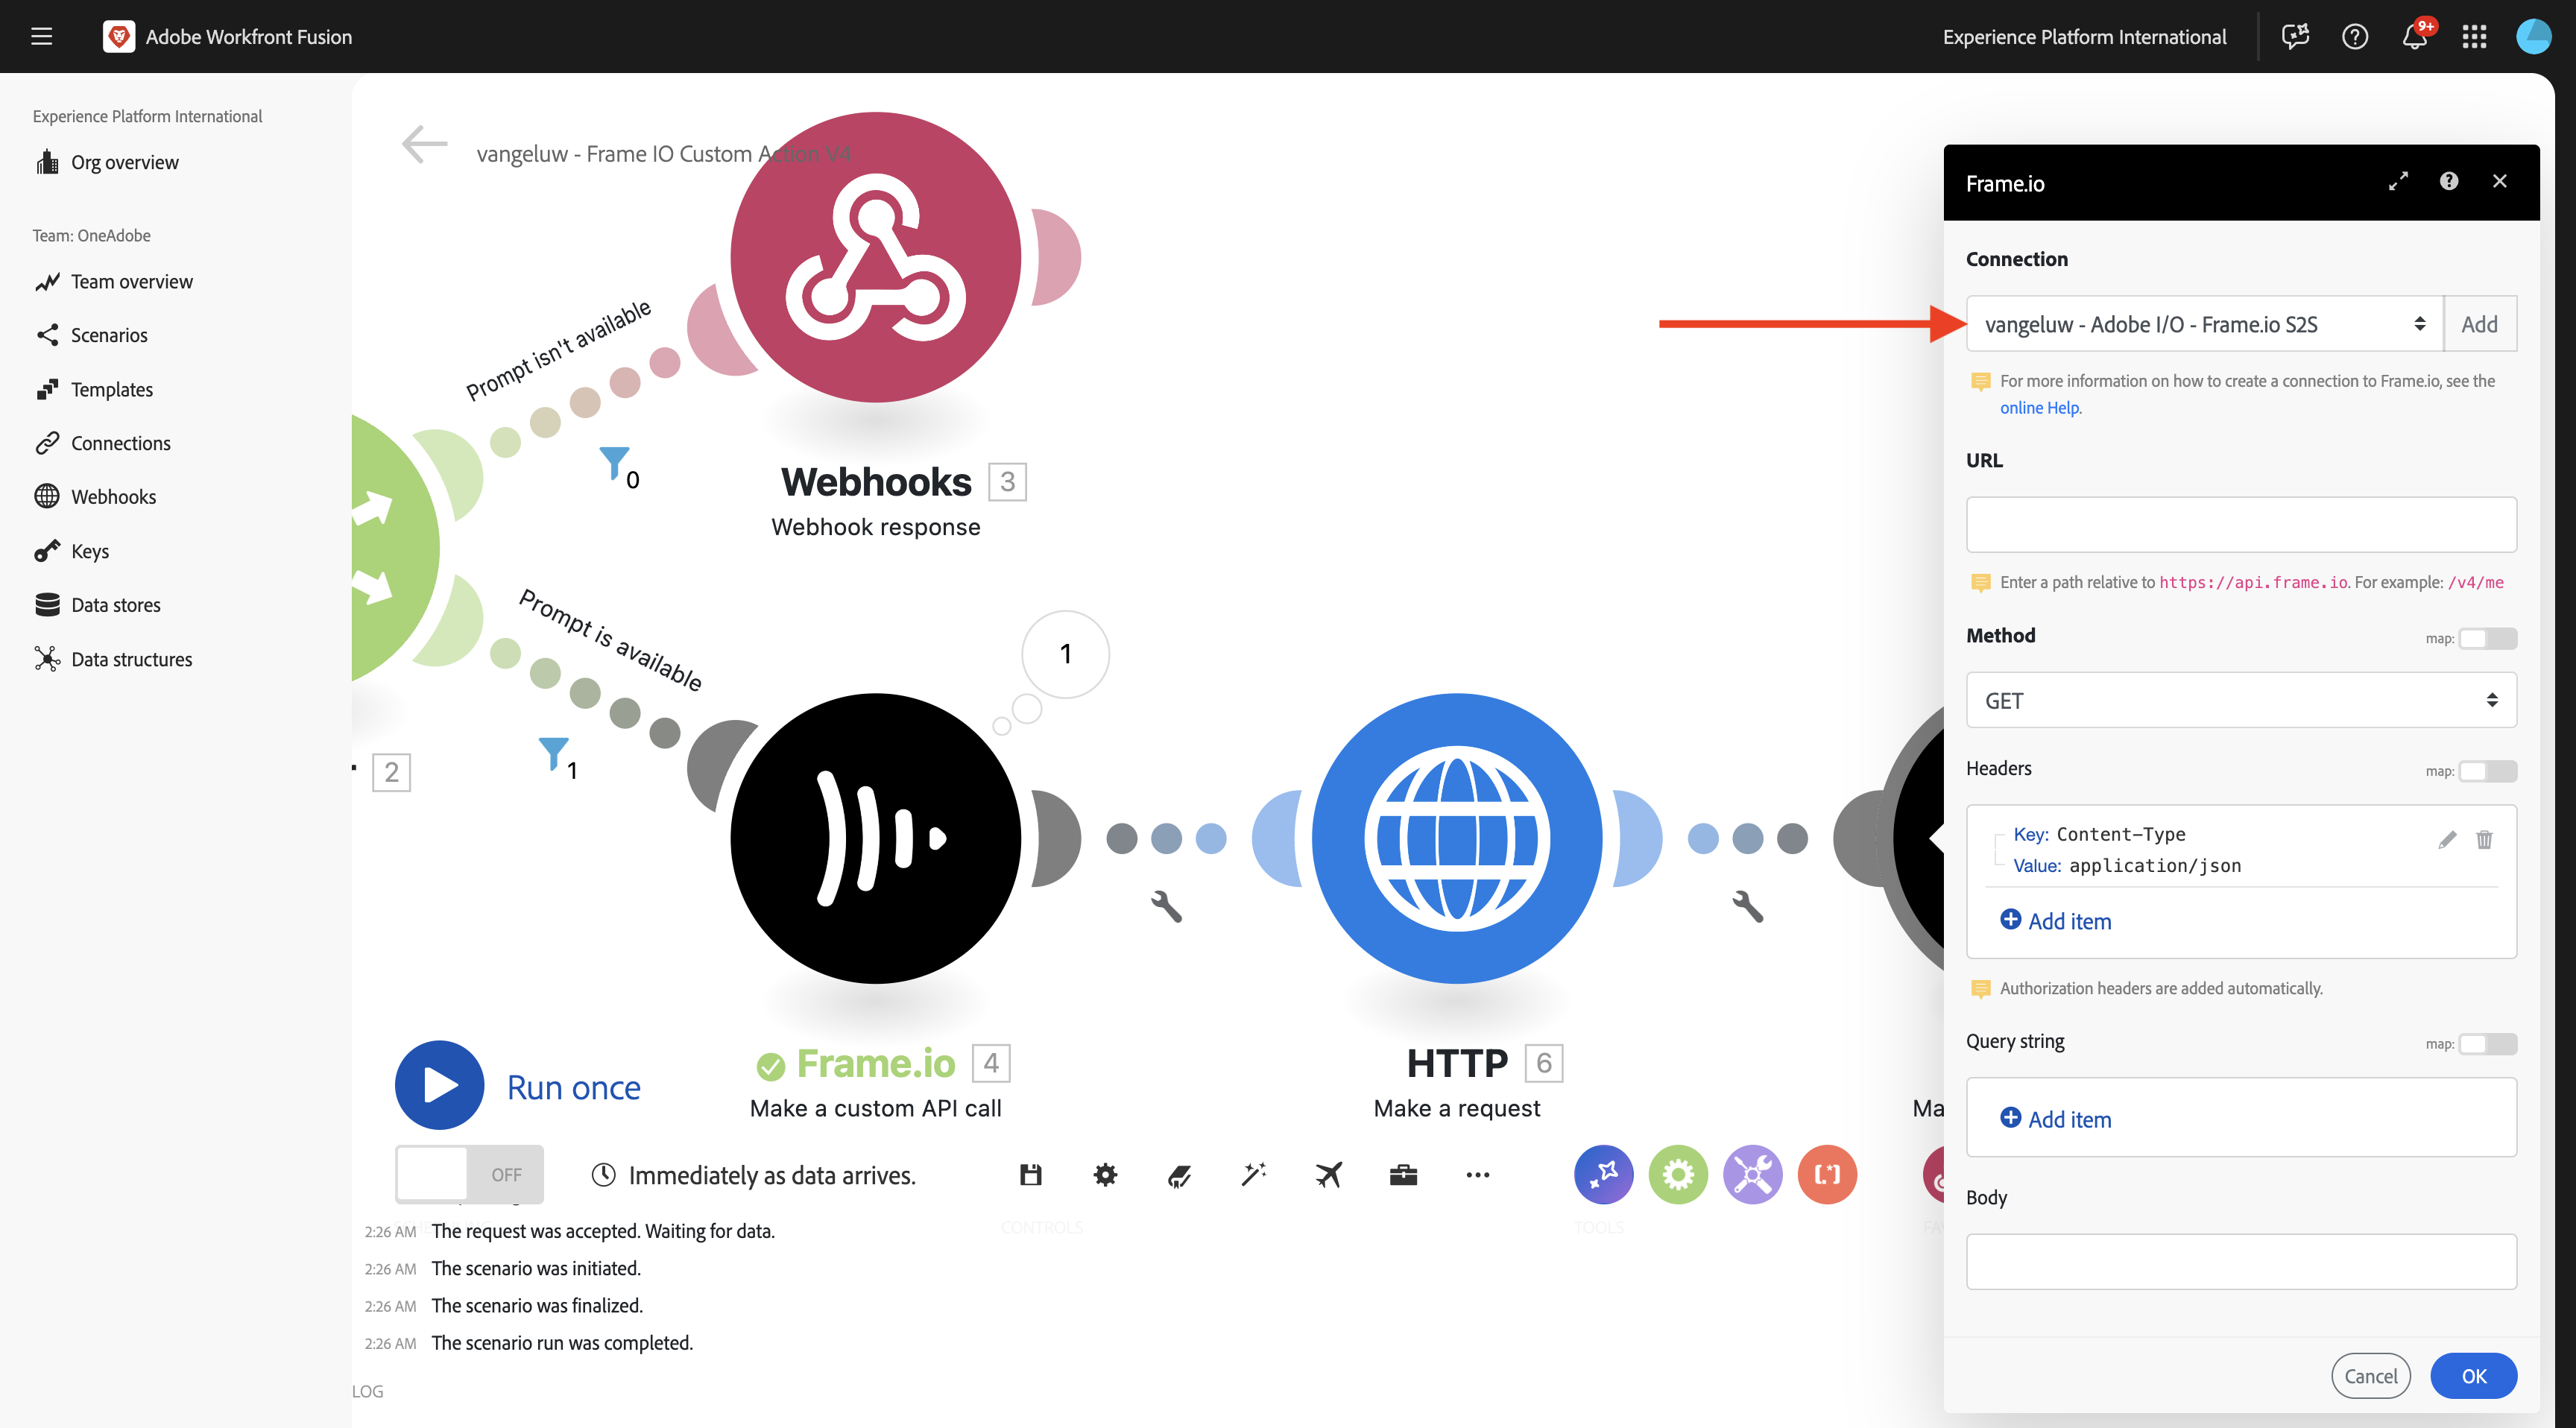 Adobe Workfront Fusion
Experience Platform International
9+
Experience Platform International
Org overview
Team: OneAdobe
Team overview
Scenarios
Templates
Connections
Webhooks
Keys
Data stores
Data structures
vangeluw - Frame IO Custom Action V4
Prompt isn't available
0
Webhooks 3
Webhook response
Prompt is available
1
2
1
Frame.io 4
Make a custom API call
HTTP 6
Make a request
Ma
Run once
OFF
Immediately as data arrives.
CONTROLS
TOOLS
FA
2:26 AM The request was accepted. Waiting for data.
2:26 AM The scenario was initiated.
2:26 AM The scenario was finalized.
2:26 AM The scenario run was completed.
LOG
Frame.io
Connection
vangeluw - Adobe I/O - Frame.io S2S
Add
For more information on how to create a connection to Frame.io, see the
online Help.
URL
Enter a path relative to https://api.frame.io. For example: /v4/me
Method
map:
GET
Headers
map:
Key: Content-Type
Value: application/json
Add item
Authorization headers are added automatically.
Query string
map:
Add item
Body
Cancel
OK